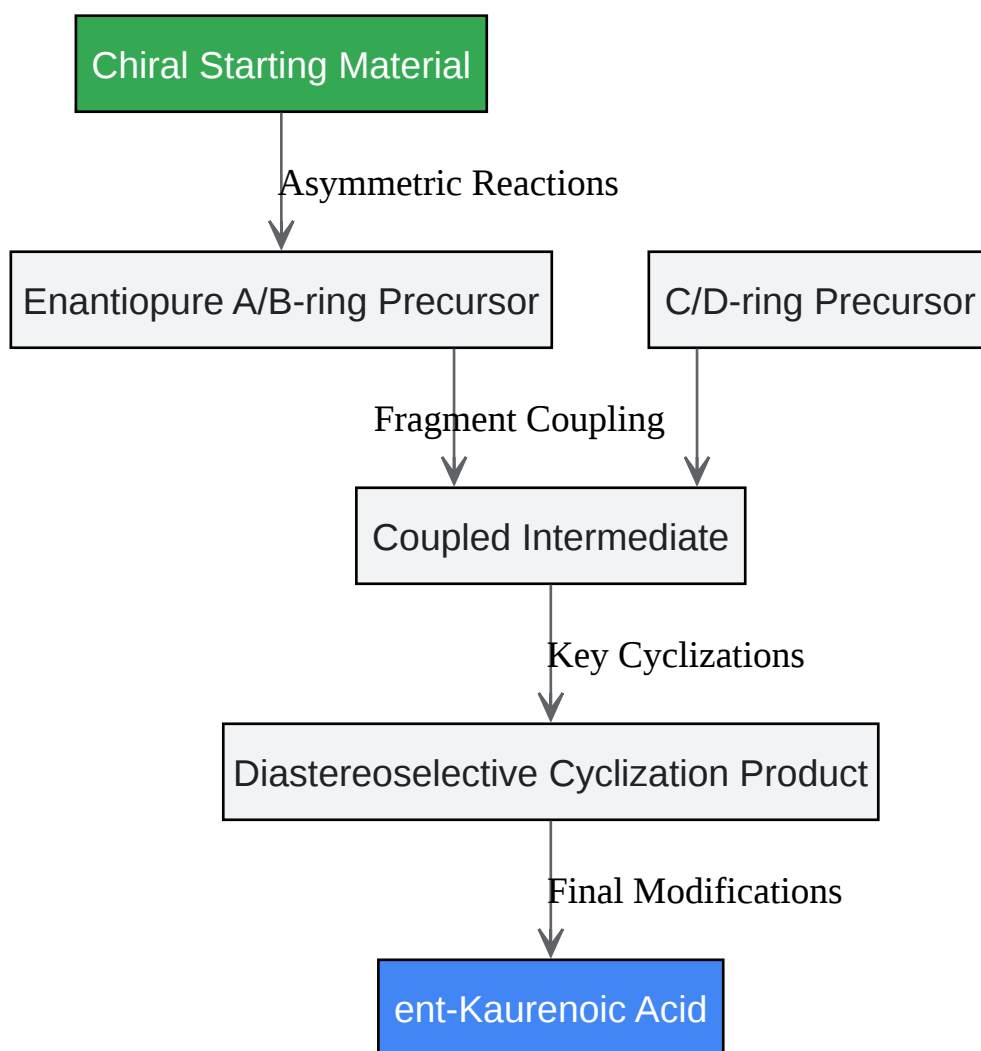 Chiral Starting Material
Asymmetric Reactions
Enantiopure A/B-ring Precursor
C/D-ring Precursor
Fragment Coupling
Coupled Intermediate
Key Cyclizations
Diastereoselective Cyclization Product
Final Modifications
ent-Kaurenoic Acid